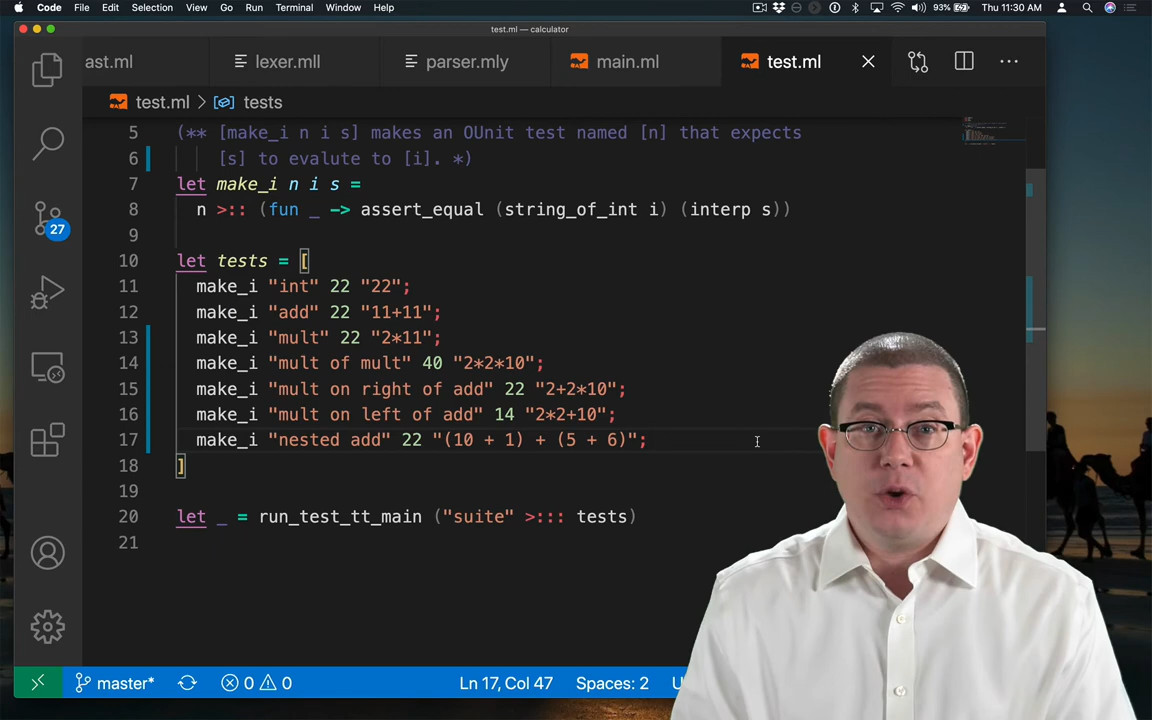 Code File Edit Selection View Go Run Terminal Window Help 93% Thu 11:30 AM
test.ml — calculator
ast.ml lexer.mll parser.mly main.ml test.ml
test.ml > tests
5 (** [make_i n i s] makes an OUnit test named [n] that expects
6 [s] to evalute to [i]. *)
7 let make_i n i s =
8 n >:: (fun _ -> assert_equal (string_of_int i) (interp s))
9
10 let tests = [
11 make_i "int" 22 "22";
12 make_i "add" 22 "11+11";
13 make_i "mult" 22 "2*11";
14 make_i "mult of mult" 40 "2*2*10";
15 make_i "mult on right of add" 22 "2+2*10";
16 make_i "mult on left of add" 14 "2*2+10";
17 make_i "nested add" 22 "(10 + 1) + (5 + 6)";
18 ]
19
20 let _ = run_test_tt_main ("suite" >::: tests)
21
27
master* 0 0 Ln 17, Col 47 Spaces: 2